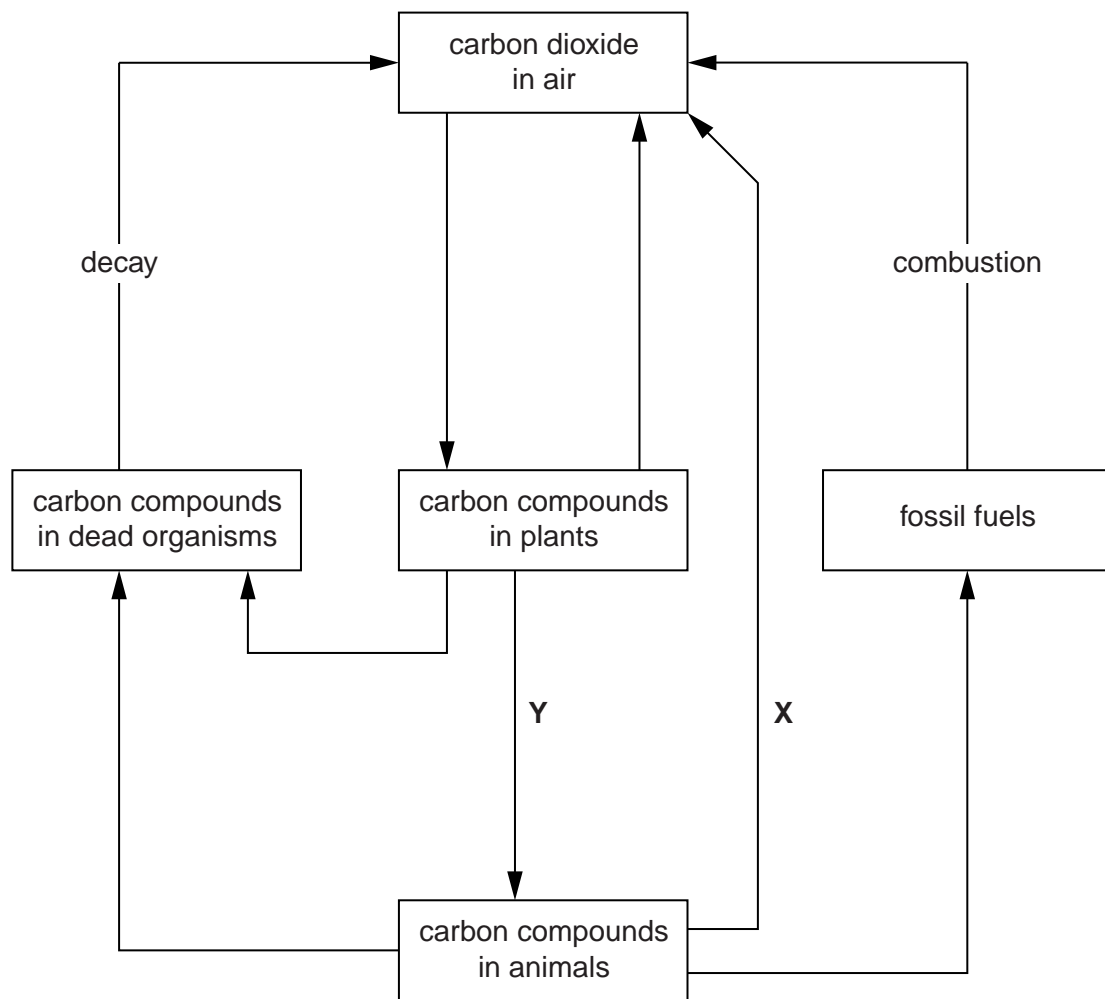 carbon dioxide
in air
decay
combustion
carbon compounds
in dead organisms
carbon compounds
in plants
fossil fuels
Y
X
carbon compounds
in animals